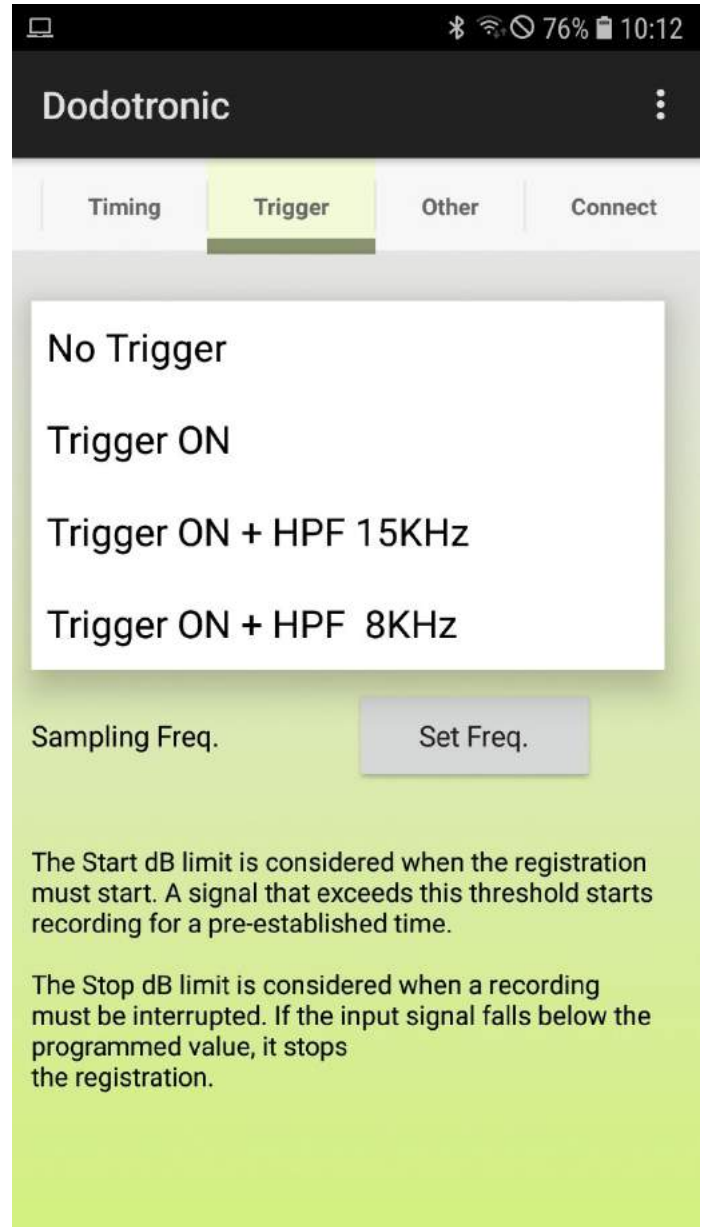 76% 10:12
Dodotronic
Timing Trigger Other Connect
No Trigger
Trigger ON
Trigger ON + HPF 15KHz
Trigger ON + HPF  8KHz
Sampling Freq. Set Freq.
The Start dB limit is considered when the registration
must start. A signal that exceeds this threshold starts
recording for a pre-established time.
The Stop dB limit is considered when a recording
must be interrupted. If the input signal falls below the
programmed value, it stops
the registration.